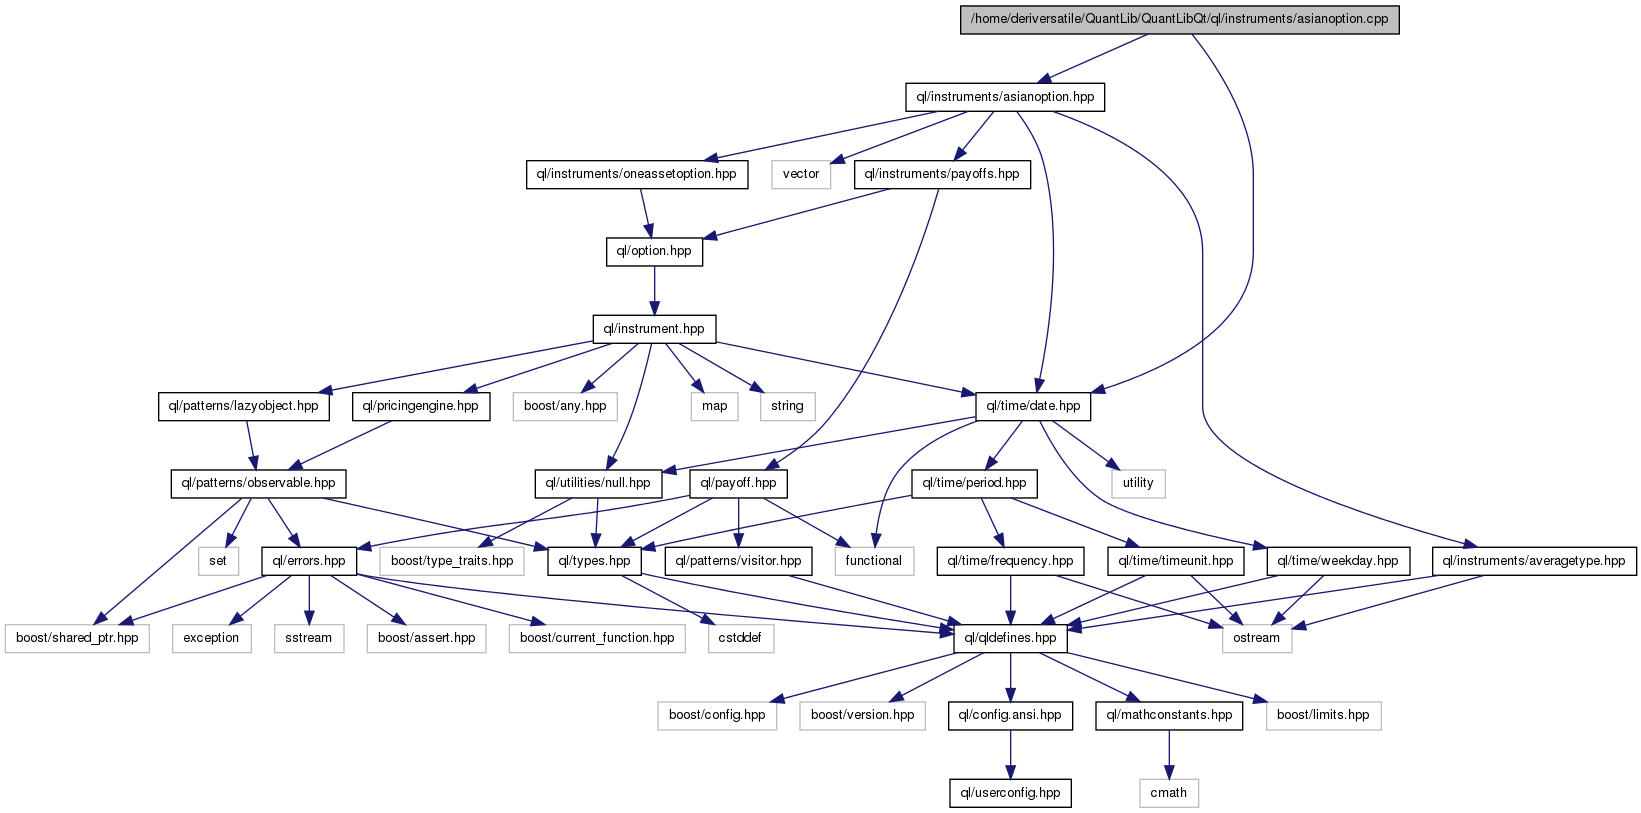 /home/deriversatile/QuantLib/QuantLibQt/ql/instruments/asianoption.cpp
ql/instruments/asianoption.hpp
ql/instruments/oneassetoption.hpp
vector
ql/instruments/payoffs.hpp
ql/option.hpp
ql/instrument.hpp
ql/patterns/lazyobject.hpp
ql/pricingengine.hpp
boost/any.hpp
map
string
ql/time/date.hpp
ql/patterns/observable.hpp
ql/utilities/null.hpp
ql/payoff.hpp
ql/time/period.hpp
utility
set
ql/errors.hpp
boost/type_traits.hpp
ql/types.hpp
ql/patterns/visitor.hpp
functional
ql/time/frequency.hpp
ql/time/timeunit.hpp
ql/time/weekday.hpp
ql/instruments/averagetype.hpp
boost/shared_ptr.hpp
exception
sstream
boost/assert.hpp
boost/current_function.hpp
cstddef
ql/qldefines.hpp
ostream
boost/config.hpp
boost/version.hpp
ql/config.ansi.hpp
ql/mathconstants.hpp
boost/limits.hpp
ql/userconfig.hpp
cmath